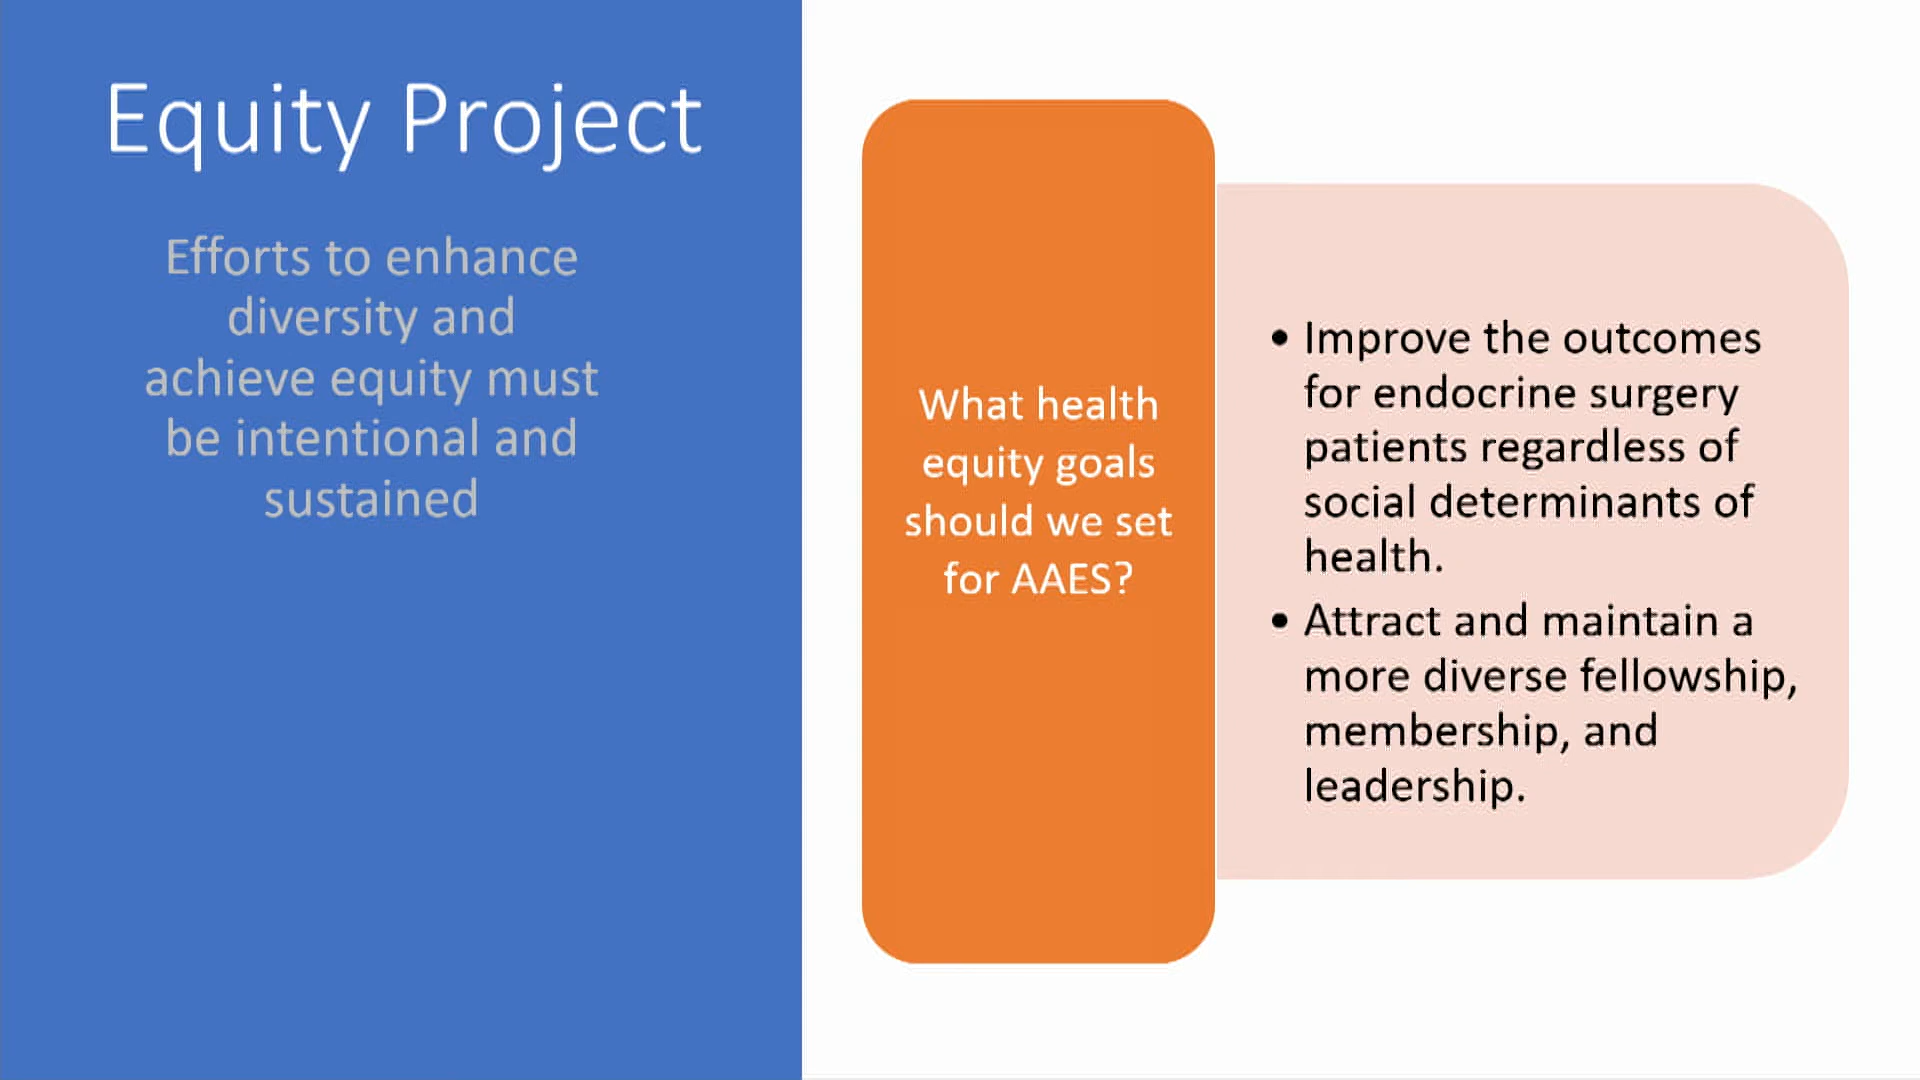 Equity Project
Efforts to enhance
diversity and
achieve equity must
be intentional and
sustained
What health
equity goals
should we set
for AAES?
• Improve the outcomes
for endocrine surgery
patients regardless of
social determinants of
health.
• Attract and maintain a
more diverse fellowship,
membership, and
leadership.